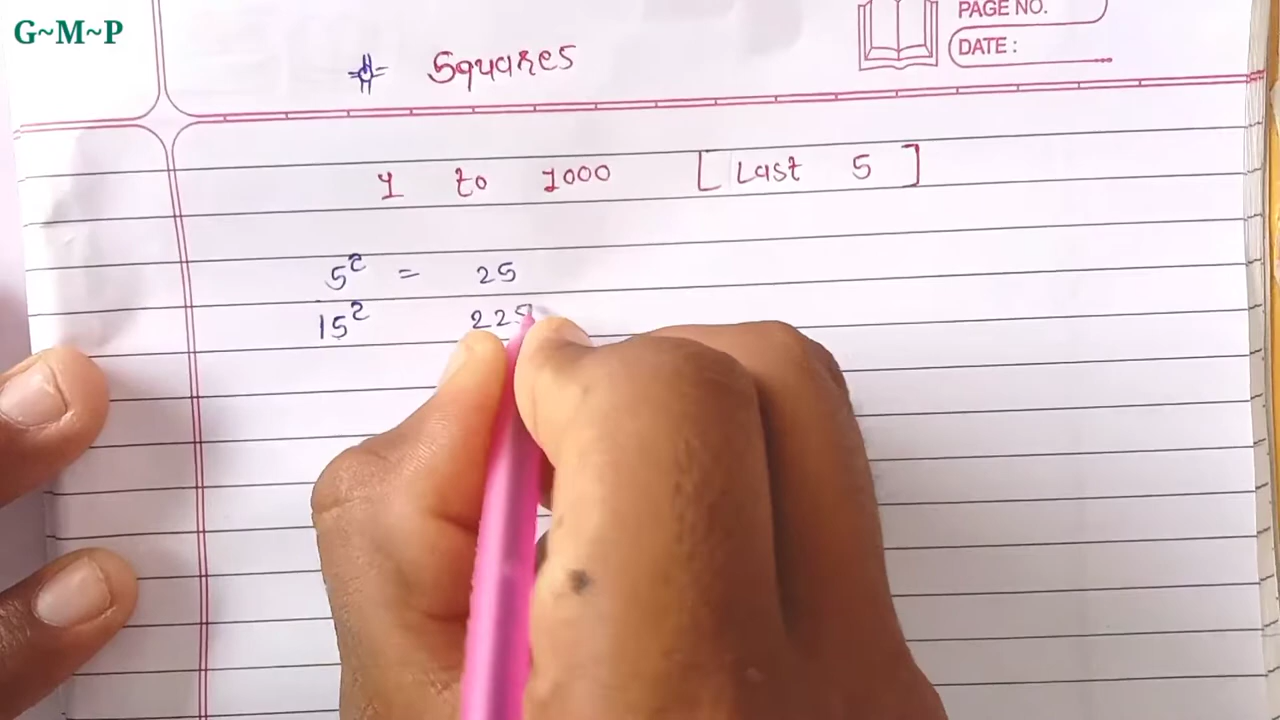 G~M~P
PAGE NO.
DATE :
# Squares
1 to 1000 [Last 5]
5² = 25
15² 225